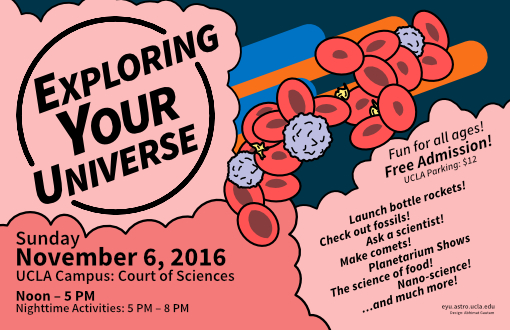 EXPLORING
YOUR
UNIVERSE
Sunday
November 6, 2016
UCLA Campus: Court of Sciences
Noon – 5 PM
Nighttime Activities: 5 PM – 8 PM
Fun for all ages!
Free Admission!
UCLA Parking: $12
Launch bottle rockets!
Check out fossils!
Ask a scientist!
Make comets!
Planetarium Shows
The science of food!
Nano-science!
...and much more!
eyu.astro.ucla.edu